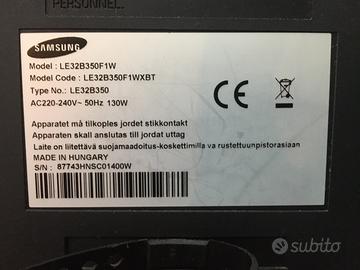 PERSONNEL.
SAMSUNG
Model : LE32B350F1W
Model Code : LE32B350F1WXBT
Type No.: LE32B350
AC220-240V~ 50Hz 130W
CE
Apparatet må tilkoples jordet stikkontakt
Apparaten skall anslutas till jordat uttag
Laite on liitettävä suojamaadoitus-koskettimilla va rustettuunpistorasiaan
MADE IN HUNGARY
S/N : 87743HNSC01400W
subito